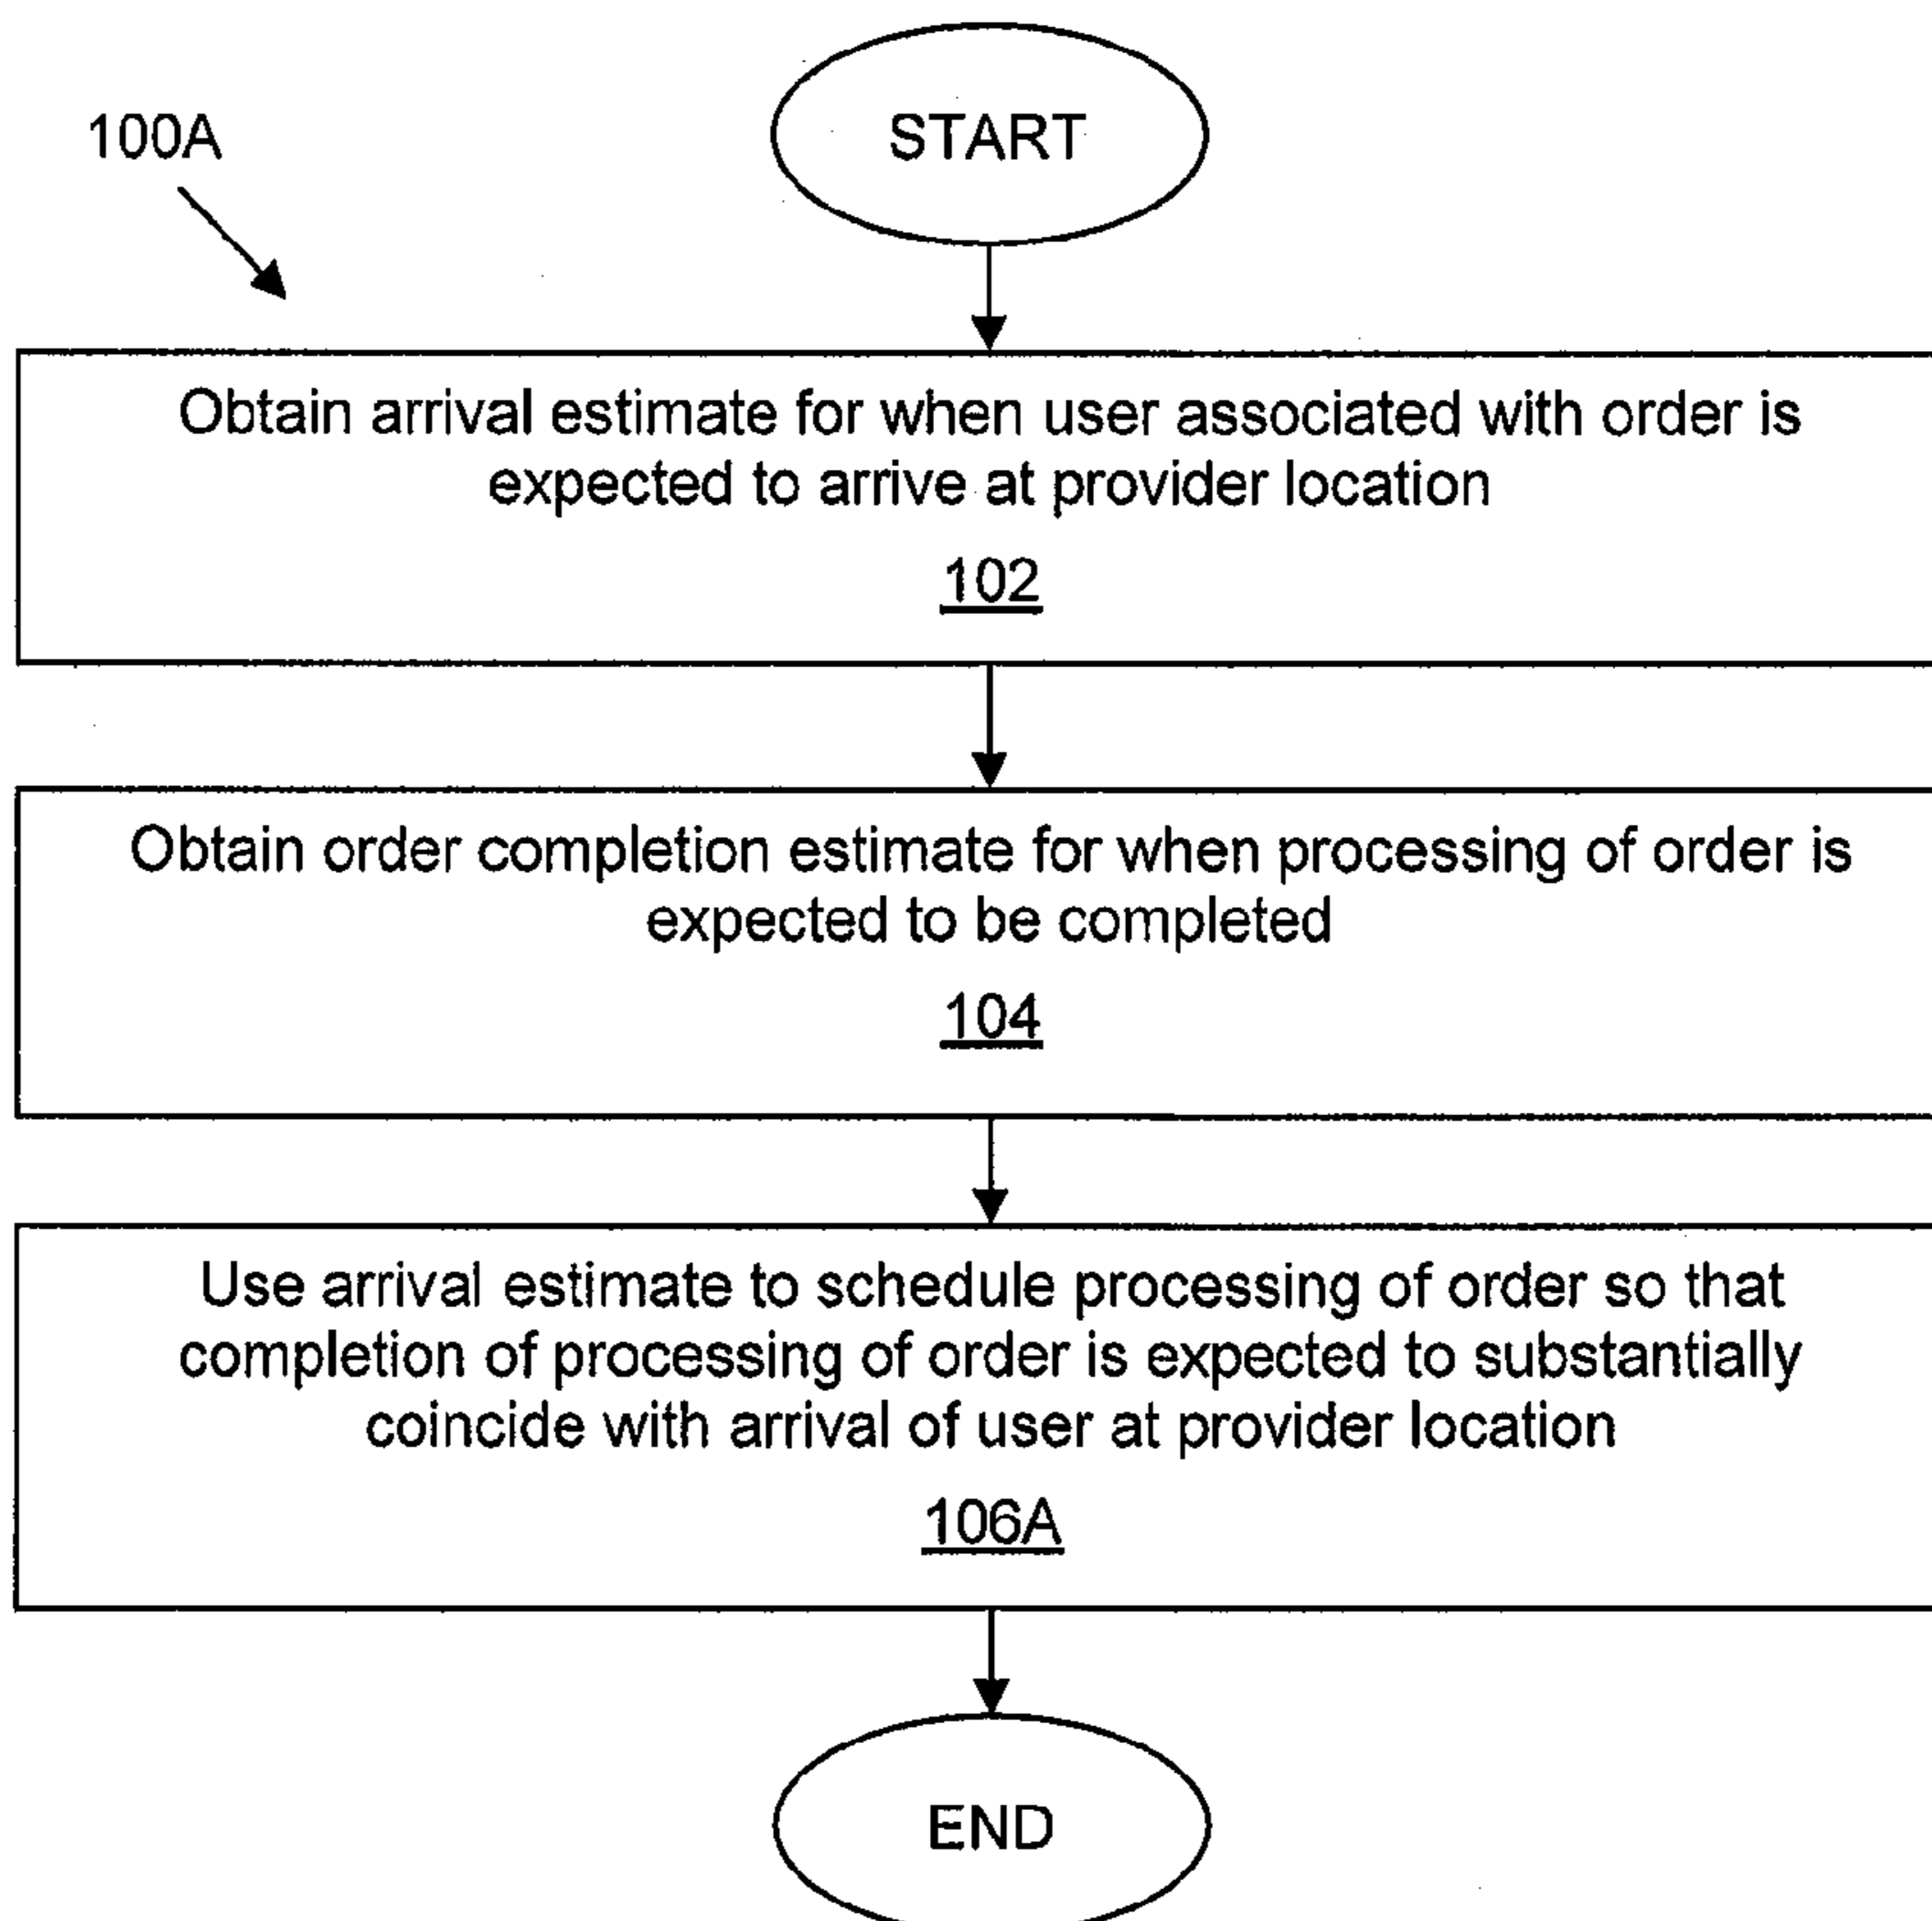 START
100A
Obtain arrival estimate for when user associated with order is
expected to arrive at provider location
102
Obtain order completion estimate for when processing of order is
expected to be completed
104
Use arrival estimate to schedule processing of order so that
completion of processing of order is expected to substantially
coincide with arrival of user at provider location
106A
END